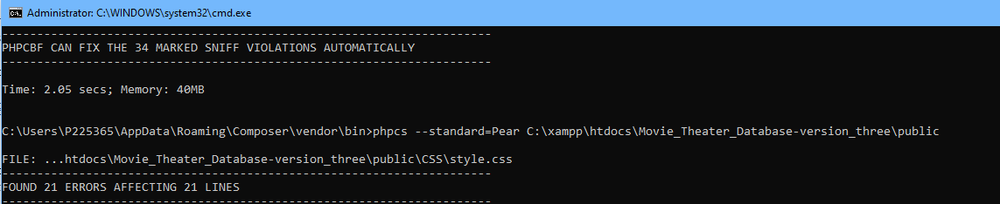 Administrator: C:\WINDOWS\system32\cmd.exe
----------------------------------------------------------------------
PHPCBF CAN FIX THE 34 MARKED SNIFF VIOLATIONS AUTOMATICALLY
----------------------------------------------------------------------
Time: 2.05 secs; Memory: 40MB
C:\Users\P225365\AppData\Roaming\Composer\vendor\bin>phpcs --standard=Pear C:\xampp\htdocs\Movie_Theater_Database-version_three\public
FILE: ...htdocs\Movie_Theater_Database-version_three\public\CSS\style.css
----------------------------------------------------------------------
FOUND 21 ERRORS AFFECTING 21 LINES
----------------------------------------------------------------------